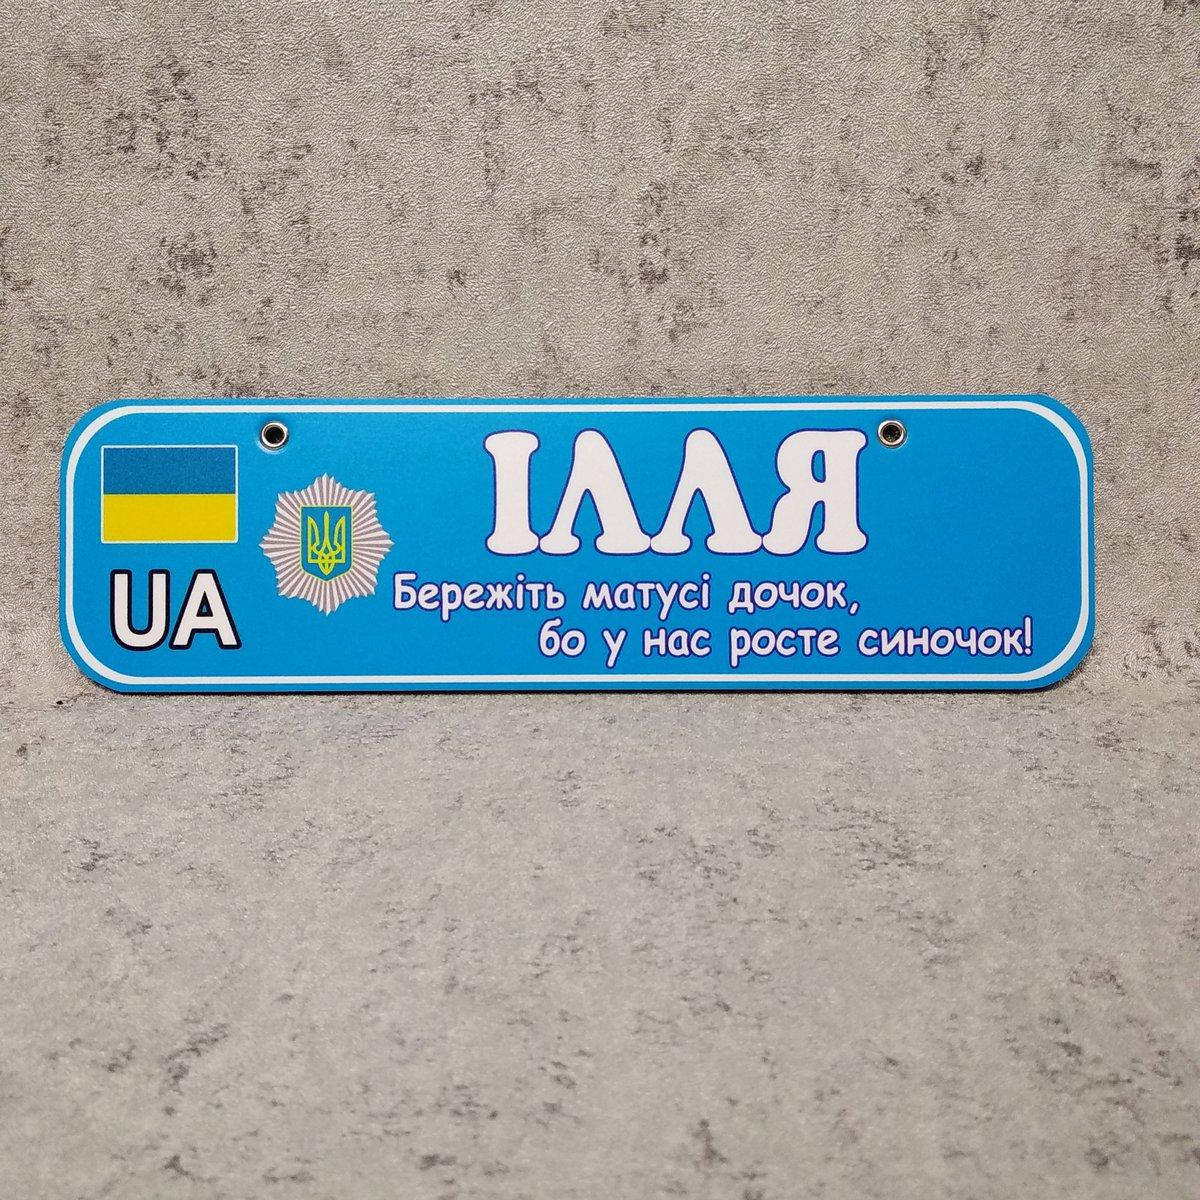 ІЛЛЯ
UA
Бережіть матусі дочок,
бо у нас росте синочок!